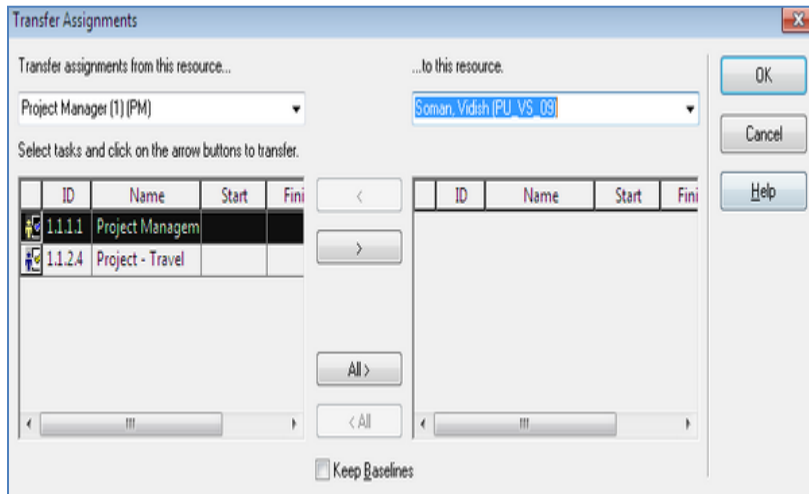 Transfer Assignments
Transfer assignments from this resource...
...to this resource.
Project Manager (1) (PM)
Soman, Vidish (PU_VS_09)
OK
Cancel
Help
Select tasks and click on the arrow buttons to transfer.
ID Name Start Fini
1.1.1.1 Project Managem
1.1.2.4 Project - Travel
<
>
All >
< All
ID Name Start Fini
Keep Baselines